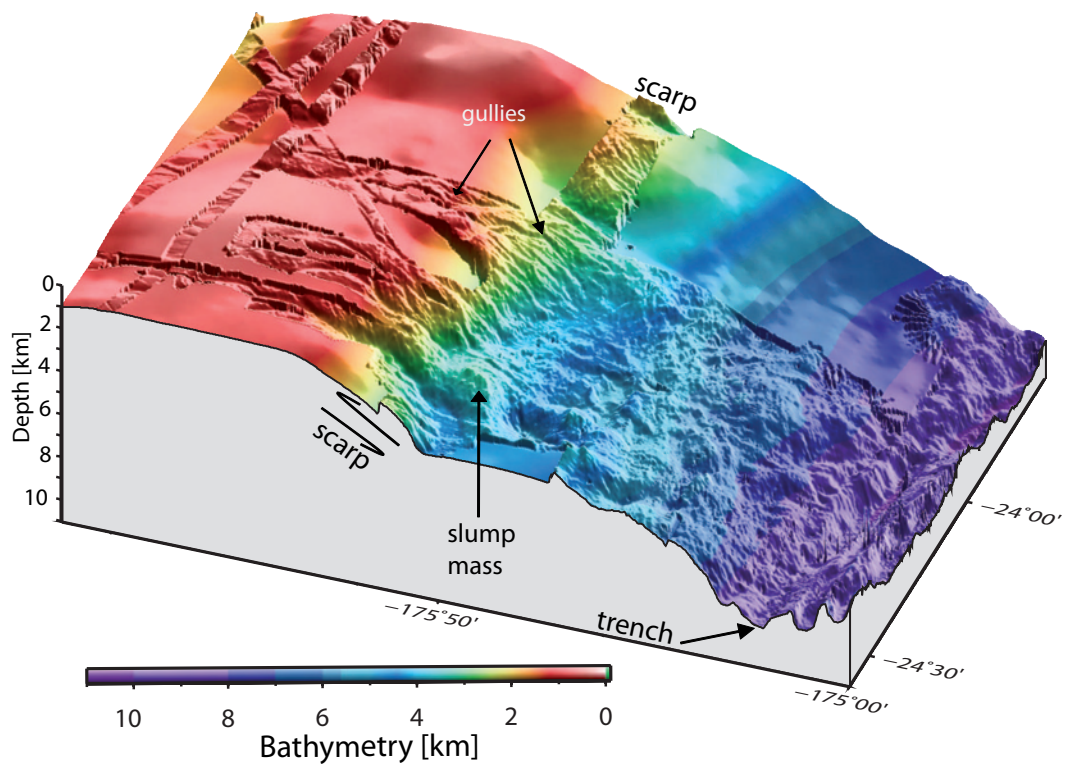 scarp
gullies
0
2
4
6
8
10
Depth [km]
scarp
slump
mass
trench
−175°50'
−24°00'
−24°30'
−175°00'
10 8 6 4 2 0
Bathymetry [km]